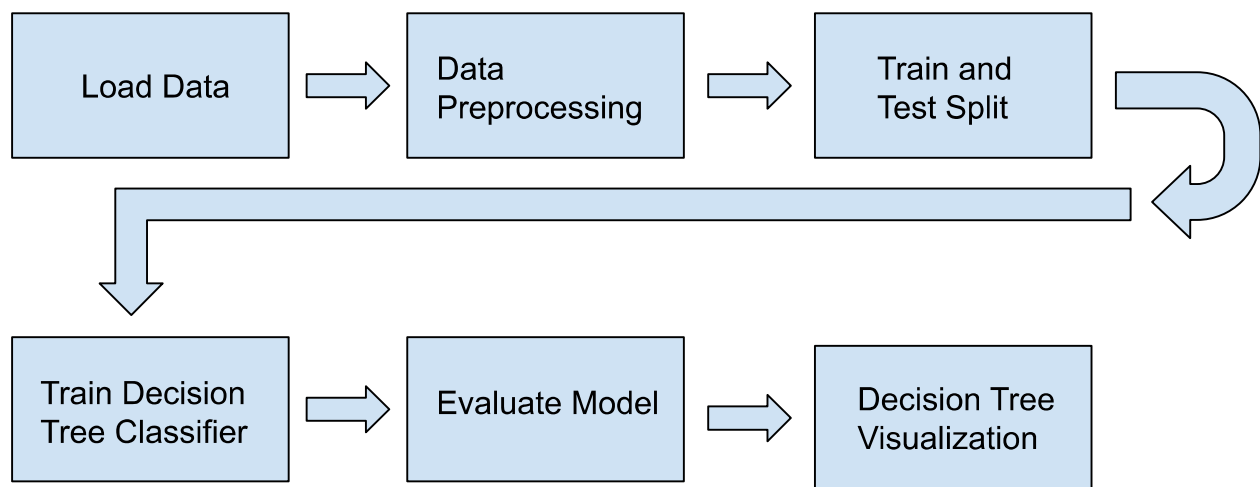 Load Data
Data
Preprocessing
Train and
Test Split
Train Decision
Tree Classifier
Evaluate Model
Decision Tree
Visualization